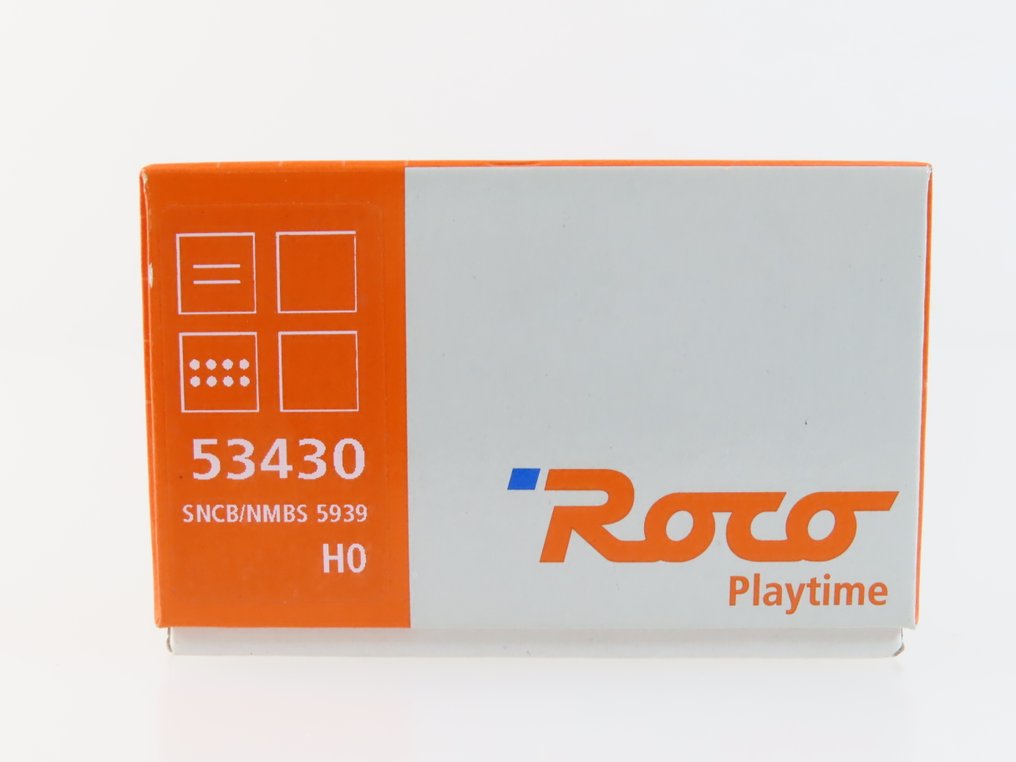 53430
SNCB/NMBS 5939
H0
Roco
Playtime